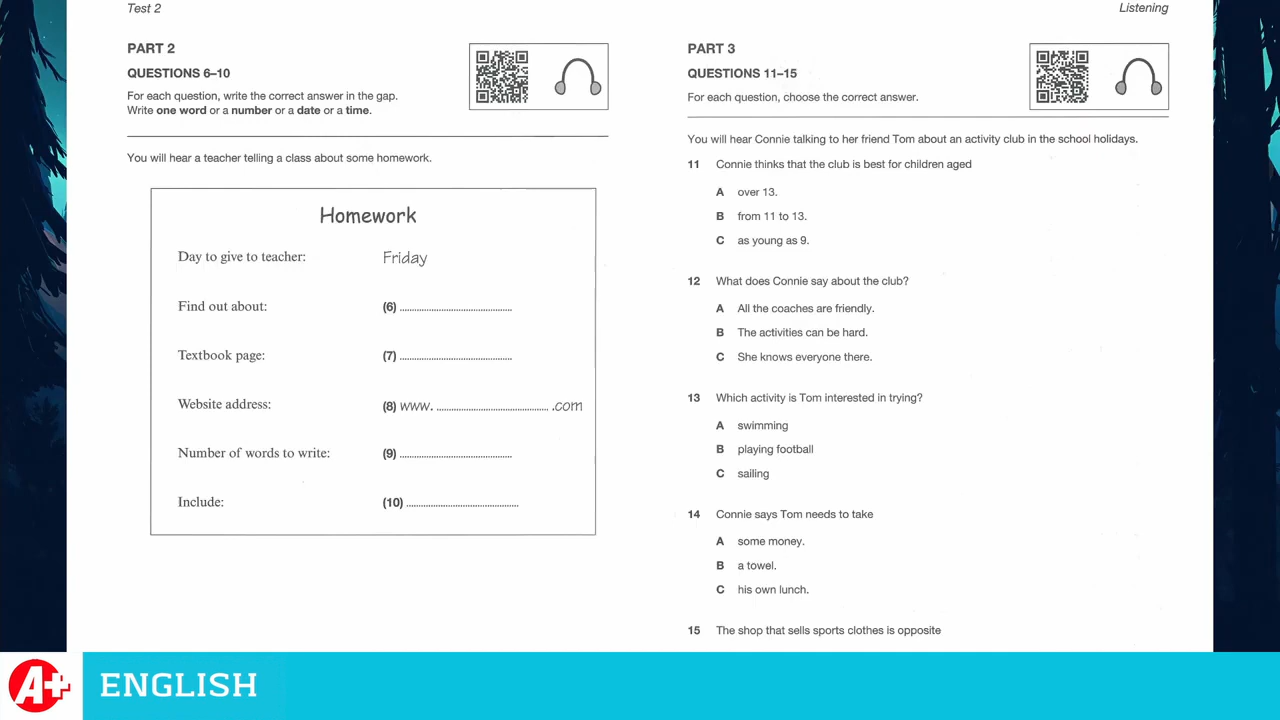 Test 2
PART 2
QUESTIONS 6–10
For each question, write the correct answer in the gap.
Write one word or a number or a date or a time.
You will hear a teacher telling a class about some homework.
Homework
Day to give to teacher: Friday
Find out about: (6) ........................................
Textbook page: (7) ........................................
Website address: (8) www. ........................................ .com
Number of words to write: (9) ........................................
Include: (10) ........................................
Listening
PART 3
QUESTIONS 11–15
For each question, choose the correct answer.
You will hear Connie talking to her friend Tom about an activity club in the school holidays.
11 Connie thinks that the club is best for children aged
A over 13.
B from 11 to 13.
C as young as 9.
12 What does Connie say about the club?
A All the coaches are friendly.
B The activities can be hard.
C She knows everyone there.
13 Which activity is Tom interested in trying?
A swimming
B playing football
C sailing
14 Connie says Tom needs to take
A some money.
B a towel.
C his own lunch.
15 The shop that sells sports clothes is opposite
A+ ENGLISH